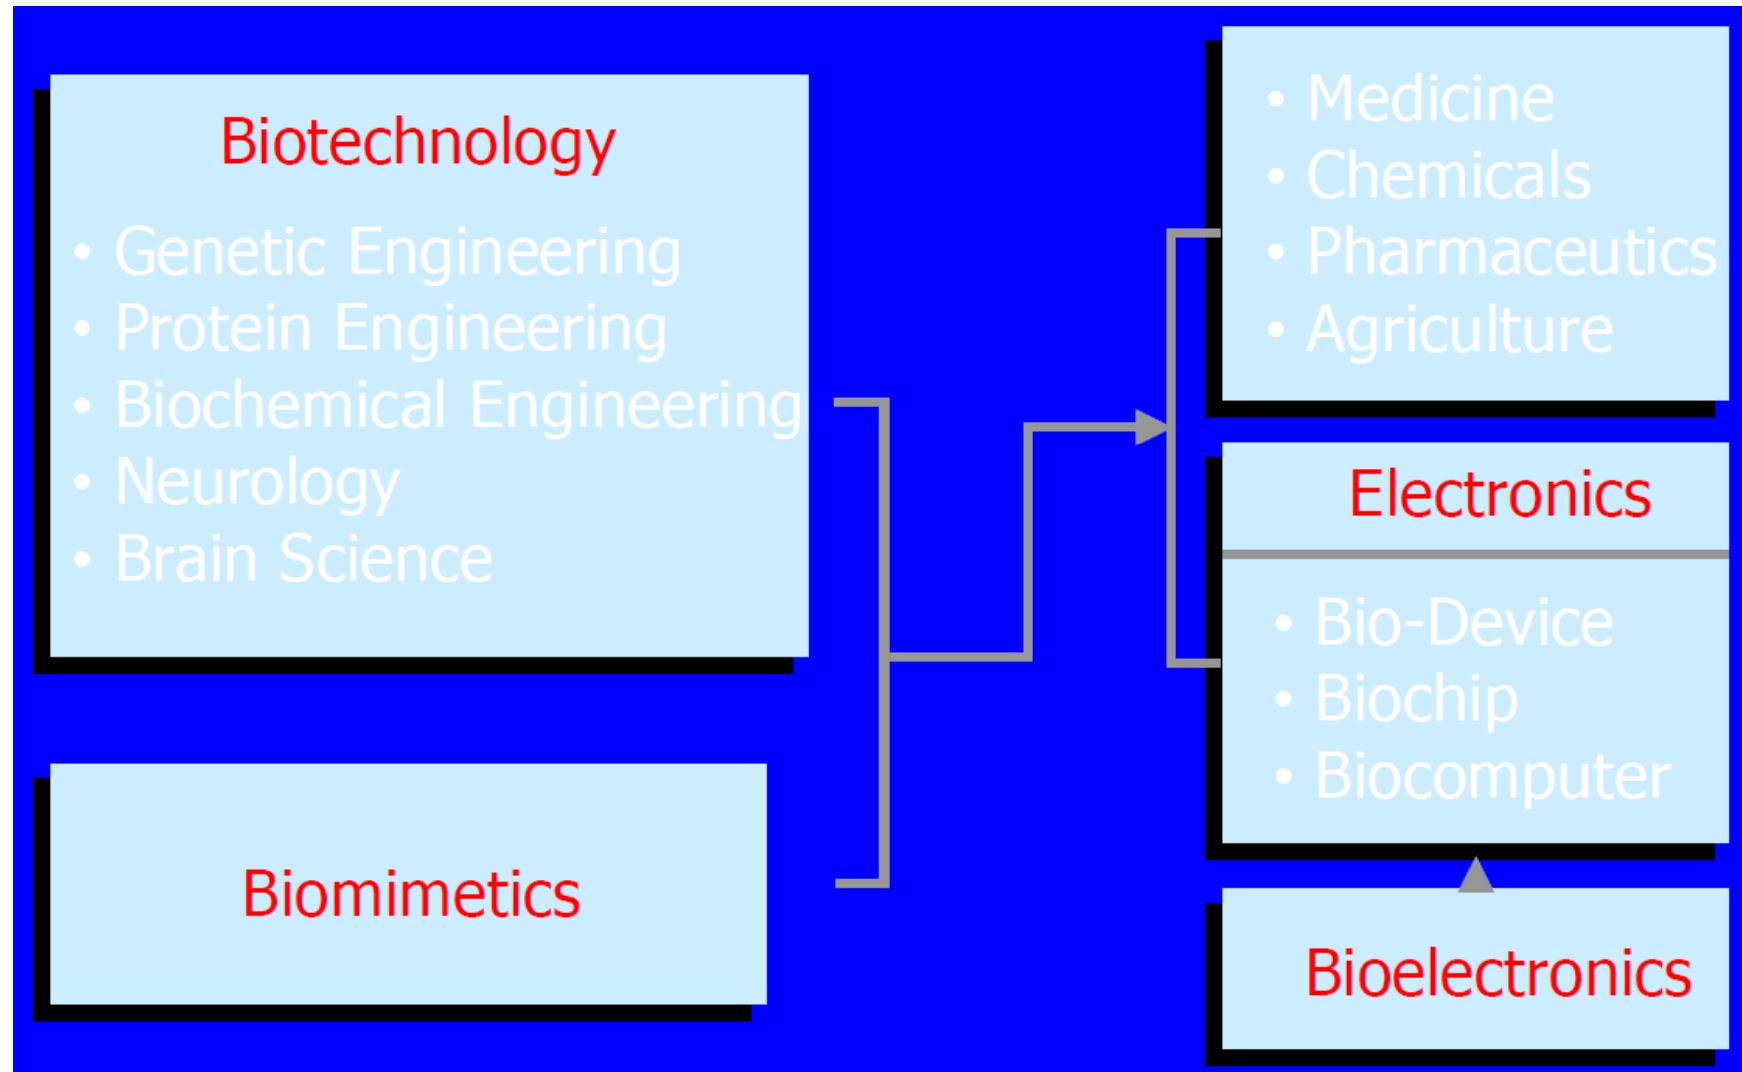 Biotechnology
• Genetic Engineering
• Protein Engineering
• Biochemical Engineering
• Neurology
• Brain Science
Biomimetics
• Medicine
• Chemicals
• Pharmaceutics
• Agriculture
Electronics
• Bio-Device
• Biochip
• Biocomputer
Bioelectronics